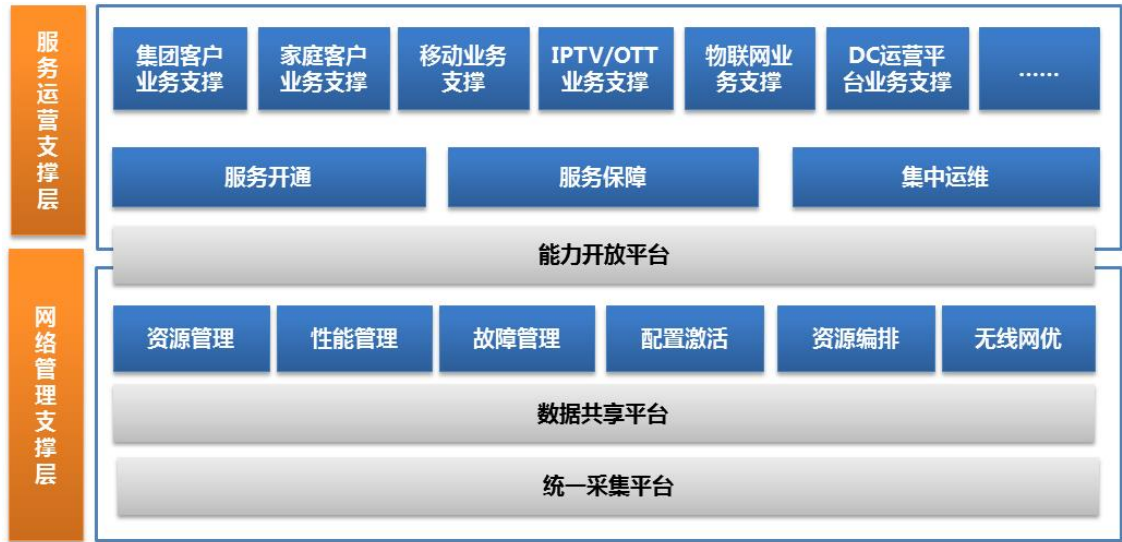 服务运营支撑层
集团客户
业务支撑
家庭客户
业务支撑
移动业务
支撑
IPTV/OTT
业务支撑
物联网业
务支撑
DC运营平
台业务支撑
……
服务开通
服务保障
集中运维
能力开放平台
网络管理支撑层
资源管理
性能管理
故障管理
配置激活
资源编排
无线网优
数据共享平台
统一采集平台